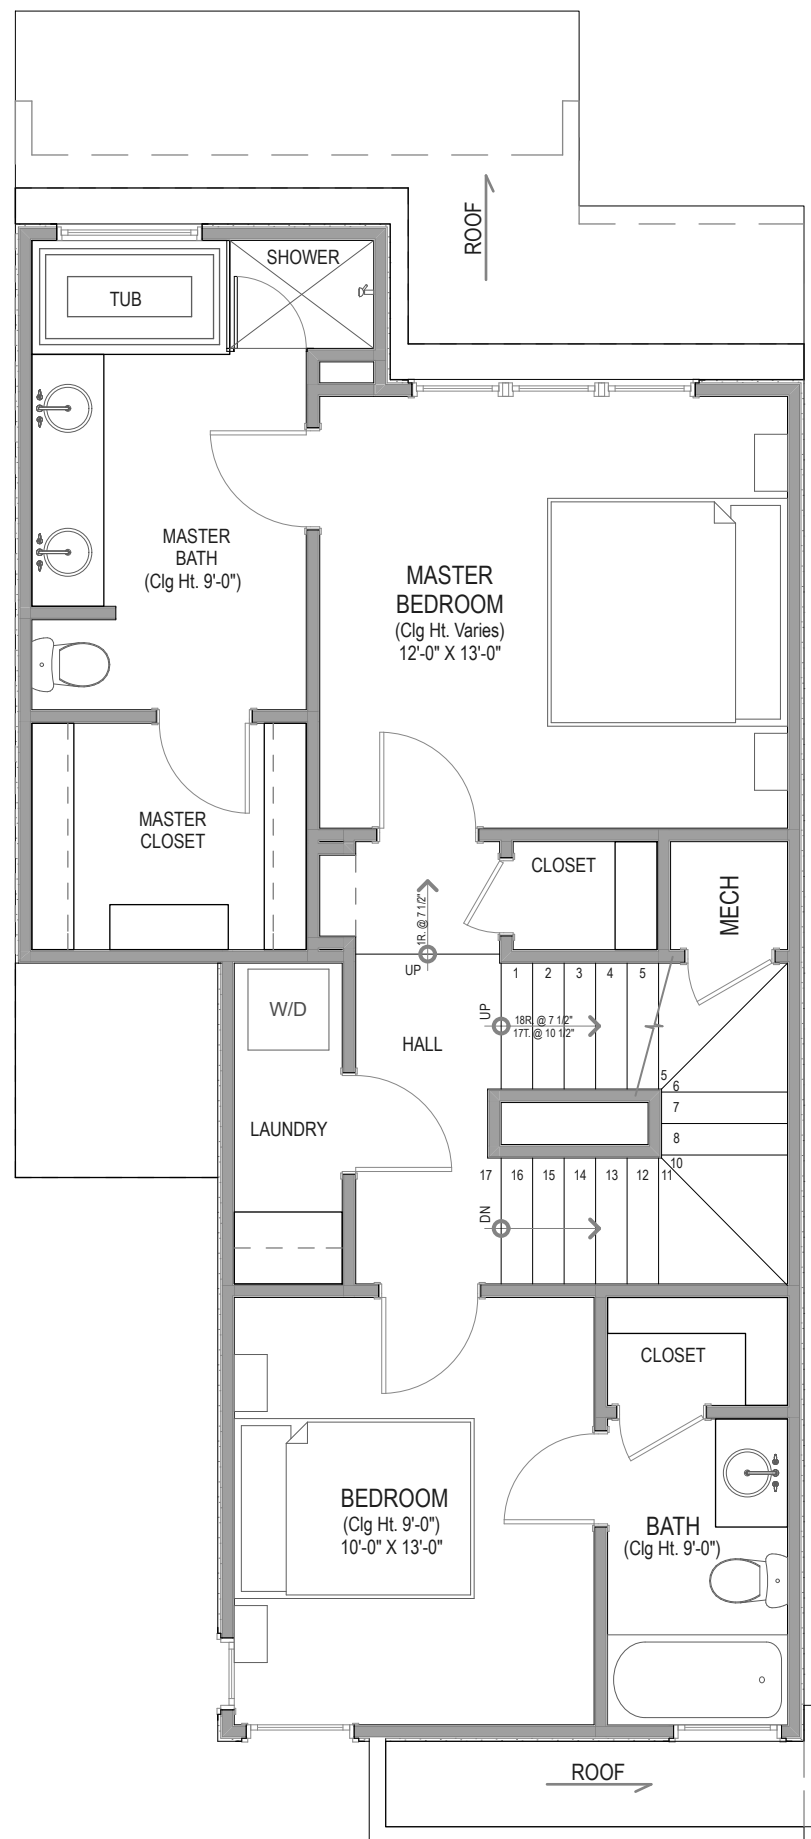 ROOF
SHOWER
TUB
MASTER
BATH
(Clg Ht. 9'-0")
MASTER
BEDROOM
(Clg Ht. Varies)
12'-0" X 13'-0"
MASTER
CLOSET
CLOSET
MECH
1R. @ 7 1/2"
UP
W/D
HALL
UP
1 2 3 4 5
18R. @ 7 1/2"
17T. @ 10 1/2"
5
6
7
8
10
LAUNDRY
17 16 15 14 13 12 11
DN
CLOSET
BEDROOM
(Clg Ht. 9'-0")
10'-0" X 13'-0"
BATH
(Clg Ht. 9'-0")
ROOF